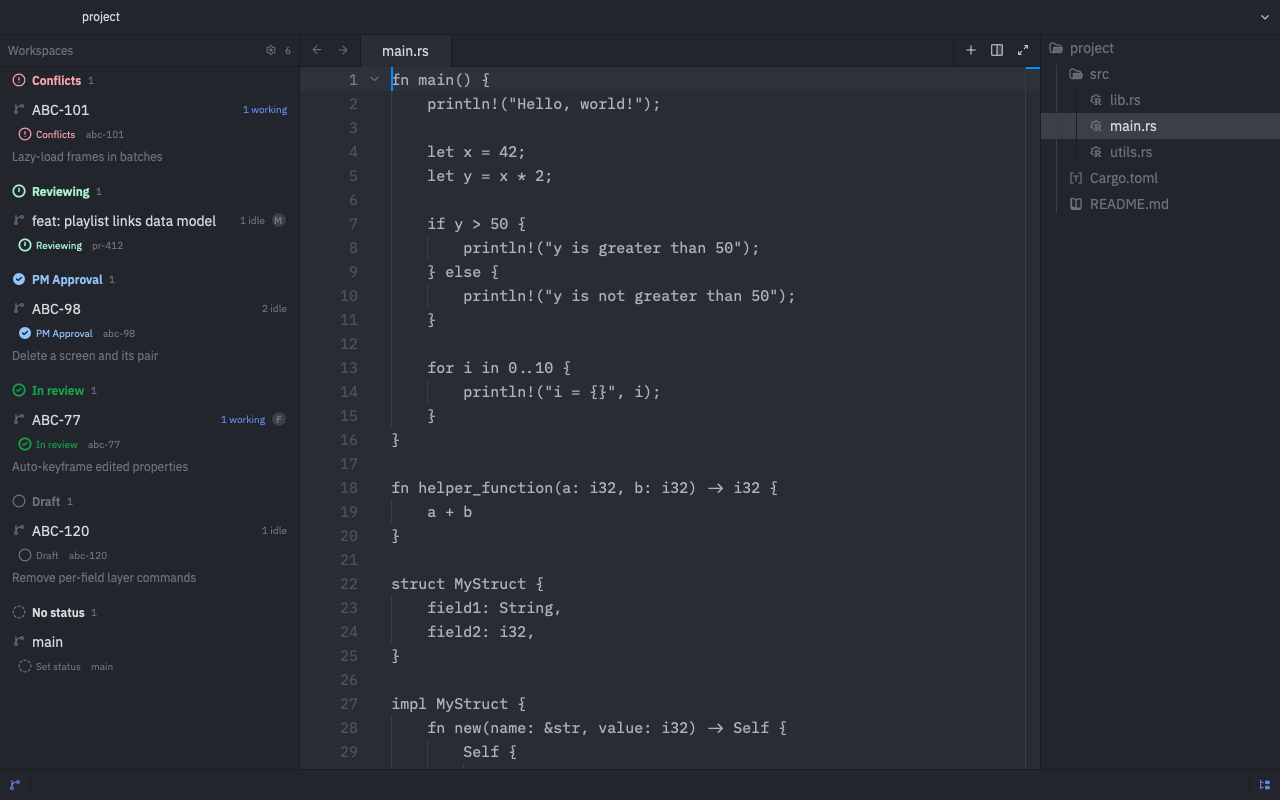 project
Workspaces 6
Conflicts 1
ABC-101 1 working
Conflicts abc-101
Lazy-load frames in batches
Reviewing 1
feat: playlist links data model 1 idle M
Reviewing pr-412
PM Approval 1
ABC-98 2 idle
PM Approval abc-98
Delete a screen and its pair
In review 1
ABC-77 1 working F
In review abc-77
Auto-keyframe edited properties
Draft 1
ABC-120 1 idle
Draft abc-120
Remove per-field layer commands
No status 1
main
Set status main
main.rs
1 fn main() {
2     println!("Hello, world!");
3
4     let x = 42;
5     let y = x * 2;
6
7     if y > 50 {
8         println!("y is greater than 50");
9     } else {
10         println!("y is not greater than 50");
11     }
12
13     for i in 0..10 {
14         println!("i = {}", i);
15     }
16 }
17
18 fn helper_function(a: i32, b: i32) -> i32 {
19     a + b
20 }
21
22 struct MyStruct {
23     field1: String,
24     field2: i32,
25 }
26
27 impl MyStruct {
28     fn new(name: &str, value: i32) -> Self {
29         Self {
project
src
lib.rs
main.rs
utils.rs
Cargo.toml
README.md